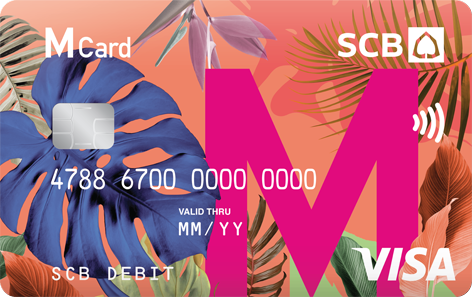 M Card
SCB
M
4788 6700 0000 0000
VALID THRU
MM/YY
SCB DEBIT
VISA